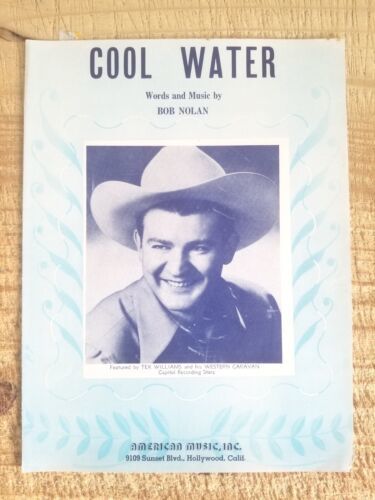 COOL WATER
Words and Music by
BOB NOLAN
Featured by TEX WILLIAMS and his WESTERN CARAVAN
Capitol Recording Stars
AMERICAN MUSIC, INC.
9109 Sunset Blvd., Hollywood, Calif.